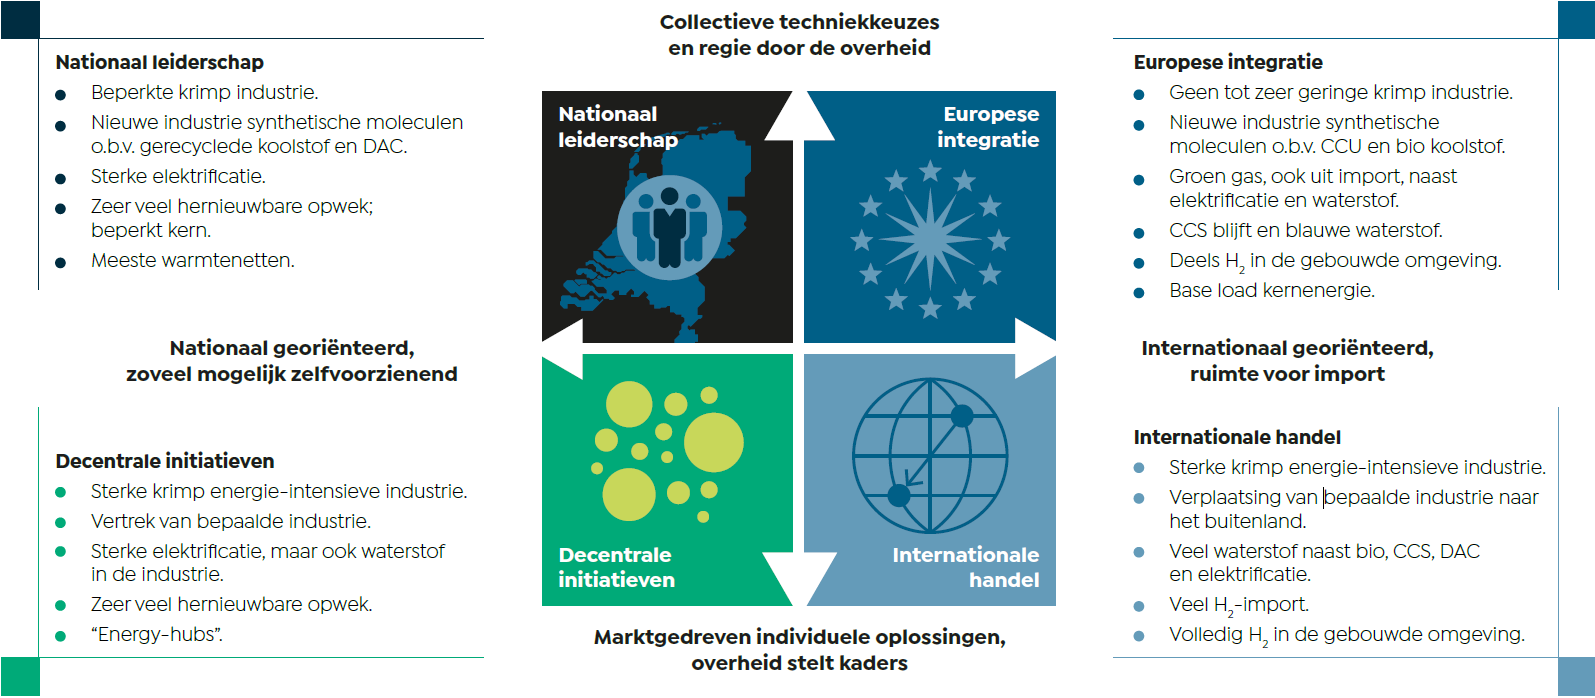 Collectieve techniekkeuzes
en regie door de overheid
Nationaal leiderschap
Beperkte krimp industrie.
Nieuwe industrie synthetische moleculen
o.b.v. gerecyclede koolstof en DAC.
Sterke elektrificatie.
Zeer veel hernieuwbare opwek;
beperkt kern.
Meeste warmtenetten.
Nationaal
leiderschap
Europese
integratie
Europese integratie
Geen tot zeer geringe krimp industrie.
Nieuwe industrie synthetische
moleculen o.b.v. CCU en bio koolstof.
Groen gas, ook uit import, naast
elektrificatie en waterstof.
CCS blijft en blauwe waterstof.
Deels H₂ in de gebouwde omgeving.
Base load kernenergie.
Nationaal georiënteerd,
zoveel mogelijk zelfvoorzienend
Internationaal georiënteerd,
ruimte voor import
Decentrale initiatieven
Sterke krimp energie-intensieve industrie.
Vertrek van bepaalde industrie.
Sterke elektrificatie, maar ook waterstof
in de industrie.
Zeer veel hernieuwbare opwek.
“Energy-hubs”.
Decentrale
initiatieven
Internationale
handel
Internationale handel
Sterke krimp energie-intensieve industrie.
Verplaatsing van bepaalde industrie naar
het buitenland.
Veel waterstof naast bio, CCS, DAC
en elektrificatie.
Veel H₂-import.
Volledig H₂ in de gebouwde omgeving.
Marktgedreven individuele oplossingen,
overheid stelt kaders